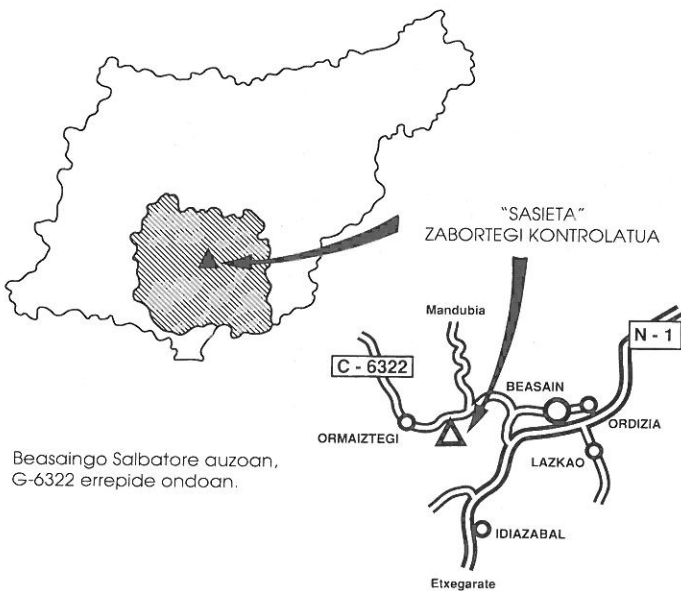 "SASIETA"
ZABORTEGI KONTROLATUA
Mandubia
N - 1
C - 6322
BEASAIN
ORDIZIA
ORMAIZTEGI
LAZKAO
Beasaingo Salbatore auzoan,
G-6322 errepide ondoan.
IDIAZABAL
Etxegarate